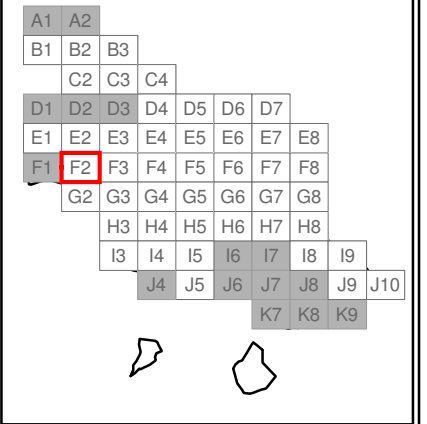 A1 A2
B1 B2 B3
C2 C3 C4
D1 D2 D3 D4 D5 D6 D7
E1 E2 E3 E4 E5 E6 E7 E8
F1 F2 F3 F4 F5 F6 F7 F8
G2 G3 G4 G5 G6 G7 G8
H3 H4 H5 H6 H7 H8
I3 I4 I5 I6 I7 I8 I9
J4 J5 J6 J7 J8 J9 J10
K7 K8 K9